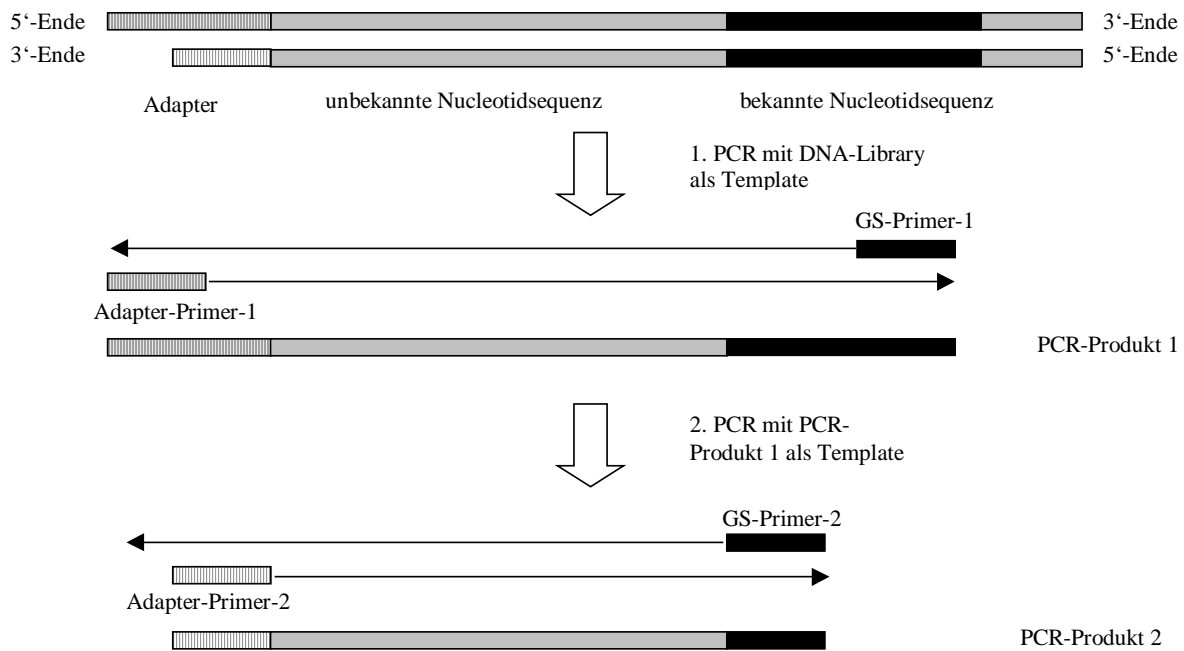 5‘-Ende
3‘-Ende
3‘-Ende
5‘-Ende
Adapter
unbekannte Nucleotidsequenz
bekannte Nucleotidsequenz
1. PCR mit DNA-Library
als Template
GS-Primer-1
Adapter-Primer-1
PCR-Produkt 1
2. PCR mit PCR-
Produkt 1 als Template
GS-Primer-2
Adapter-Primer-2
PCR-Produkt 2